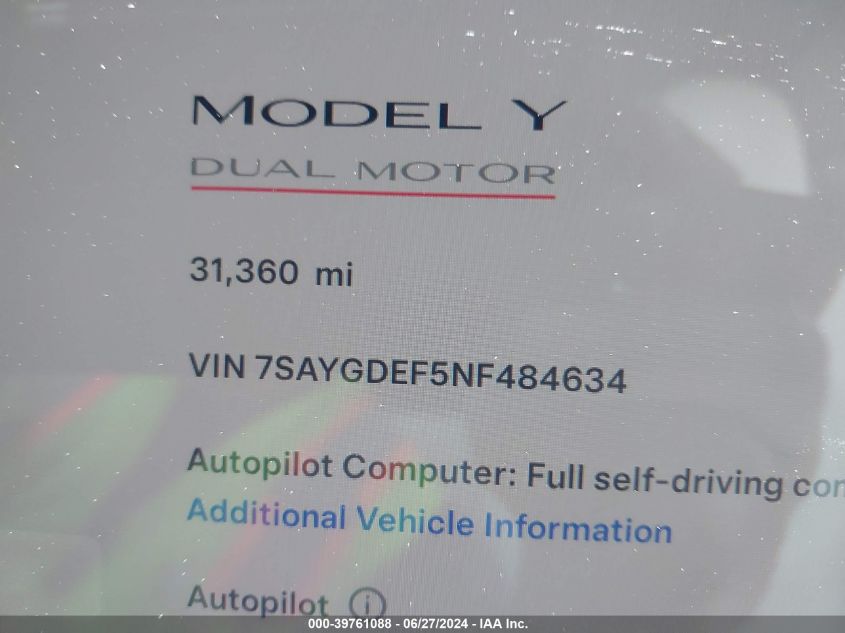 MODEL Y
DUAL MOTOR
31,360 mi
VIN 7SAYGDEF5NF484634
Autopilot Computer: Full self-driving
Additional Vehicle Information
Autopilot
000-39761088 - 06/27/2024 - IAA Inc.